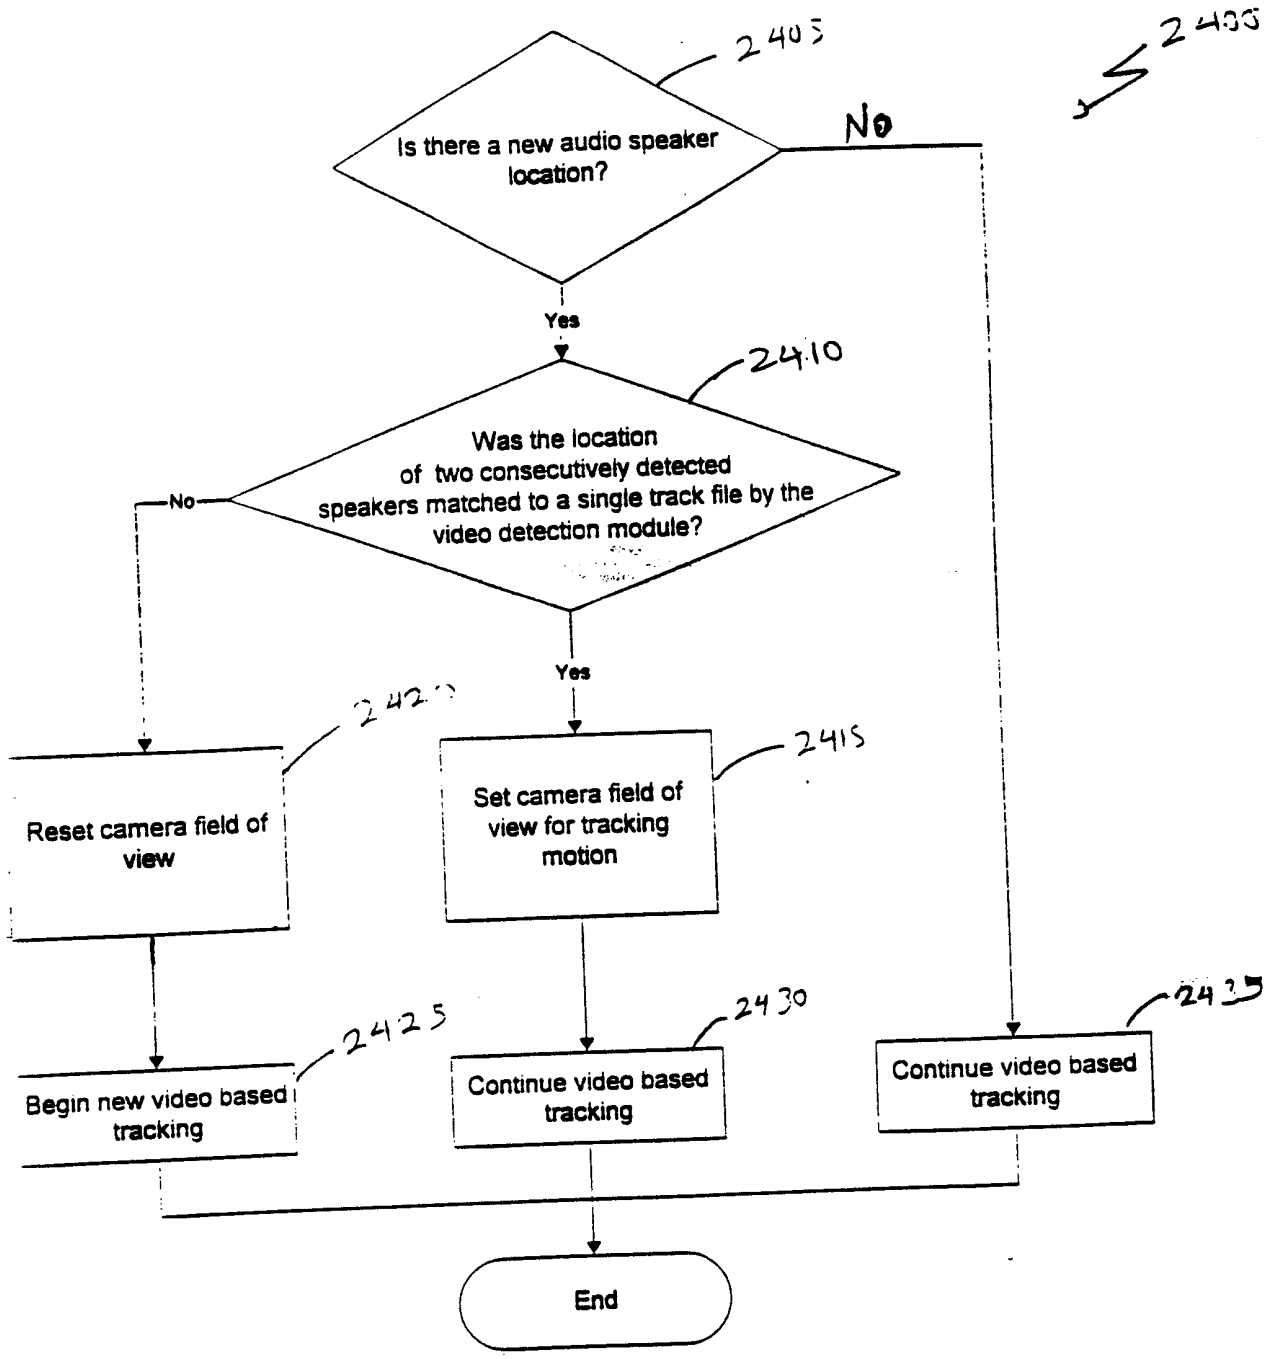 2405
2400
Is there a new audio speaker
location?
No
Yes
2410
Was the location
of two consecutively detected
speakers matched to a single track file by the
video detection module?
No
Yes
2420
2415
Reset camera field of
view
Set camera field of
view for tracking
motion
2425
2430
2435
Begin new video based
tracking
Continue video based
tracking
Continue video based
tracking
End